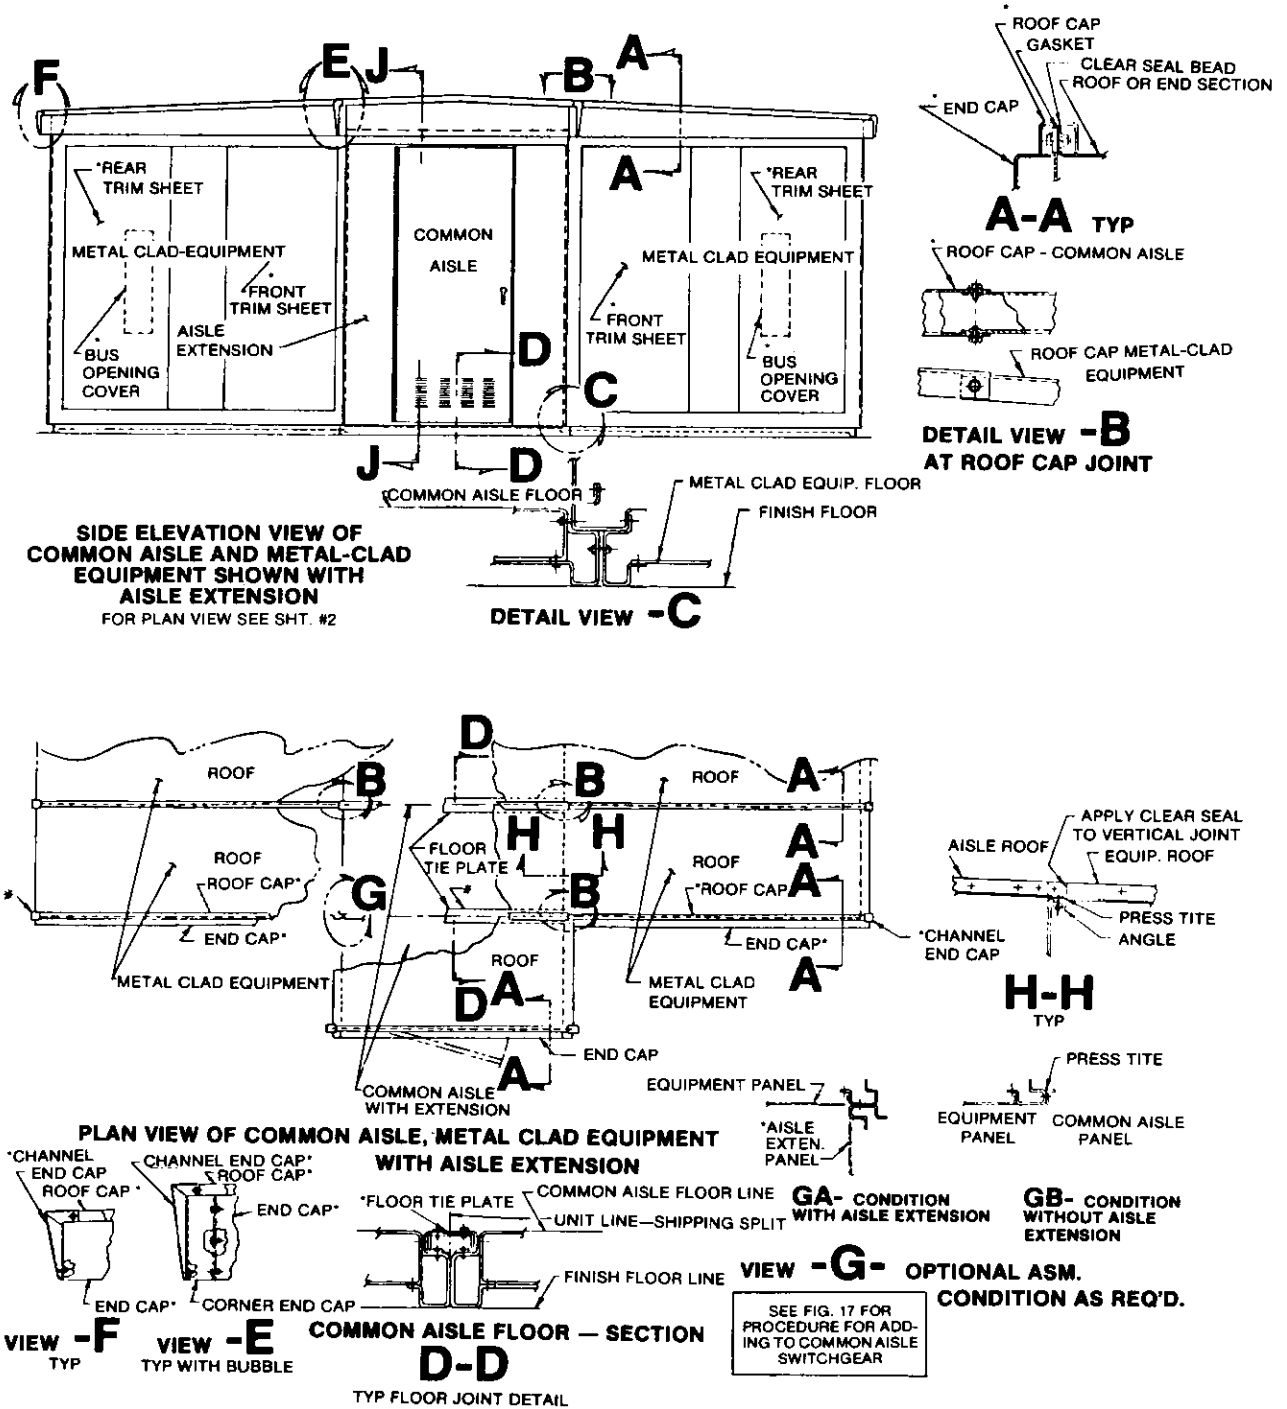 F
E
J
B
A
A
*REAR
TRIM SHEET
METAL CLAD-EQUIPMENT
*FRONT
TRIM SHEET
*BUS
OPENING
COVER
AISLE
EXTENSION
COMMON
AISLE
*REAR
TRIM SHEET
METAL CLAD EQUIPMENT
*FRONT
TRIM SHEET
*BUS
OPENING
COVER
D
C
J
D
*ROOF CAP
GASKET
CLEAR SEAL BEAD
ROOF OR END SECTION
*END CAP
A-A TYP
*ROOF CAP - COMMON AISLE
ROOF CAP METAL-CLAD
EQUIPMENT
DETAIL VIEW -B
AT ROOF CAP JOINT
COMMON AISLE FLOOR
METAL CLAD EQUIP. FLOOR
FINISH FLOOR
DETAIL VIEW -C
SIDE ELEVATION VIEW OF
COMMON AISLE AND METAL-CLAD
EQUIPMENT SHOWN WITH
AISLE EXTENSION
FOR PLAN VIEW SEE SHT. #2
ROOF
B
ROOF
ROOF CAP*
*
END CAP*
METAL CLAD EQUIPMENT
G
D
B
H H
FLOOR
TIE PLATE
#
B
ROOF
D
A
A
END CAP
COMMON AISLE
WITH EXTENSION
ROOF
A
A
ROOF
A
*ROOF CAP
END CAP*
METAL CLAD
EQUIPMENT
A
*CHANNEL
END CAP
APPLY CLEAR SEAL
TO VERTICAL JOINT
AISLE ROOF
EQUIP. ROOF
PRESS TITE
ANGLE
H-H
TYP
PLAN VIEW OF COMMON AISLE, METAL CLAD EQUIPMENT
WITH AISLE EXTENSION
EQUIPMENT PANEL
*AISLE
EXTEN.
PANEL
GA- CONDITION
WITH AISLE EXTENSION
PRESS TITE
EQUIPMENT
PANEL
COMMON AISLE
PANEL
GB- CONDITION
WITHOUT AISLE
EXTENSION
VIEW -G- OPTIONAL ASM.
CONDITION AS REQ'D.
SEE FIG. 17 FOR
PROCEDURE FOR ADD-
ING TO COMMON AISLE
SWITCHGEAR
*CHANNEL
END CAP
ROOF CAP*
END CAP*
VIEW -F
TYP
CHANNEL END CAP*
ROOF CAP*
END CAP*
CORNER END CAP
VIEW -E
TYP WITH BUBBLE
*FLOOR TIE PLATE
COMMON AISLE FLOOR LINE
UNIT LINE—SHIPPING SPLIT
FINISH FLOOR LINE
COMMON AISLE FLOOR — SECTION
D-D
TYP FLOOR JOINT DETAIL